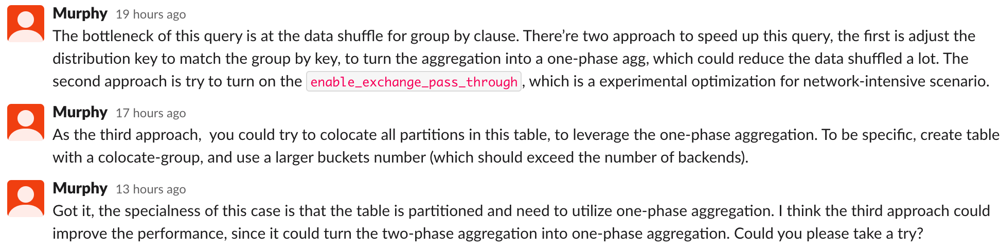 Murphy 19 hours ago
The bottleneck of this query is at the data shuffle for group by clause. There’re two approach to speed up this query, the first is adjust the
distribution key to match the group by key, to turn the aggregation into a one-phase agg, which could reduce the data shuffled a lot. The
second approach is try to turn on the enable_exchange_pass_through, which is a experimental optimization for network-intensive scenario.
Murphy 17 hours ago
As the third approach,  you could try to colocate all partitions in this table, to leverage the one-phase aggregation. To be specific, create table
with a colocate-group, and use a larger buckets number (which should exceed the number of backends).
Murphy 13 hours ago
Got it, the specialness of this case is that the table is partitioned and need to utilize one-phase aggregation. I think the third approach could
improve the performance, since it could turn the two-phase aggregation into one-phase aggregation. Could you please take a try?